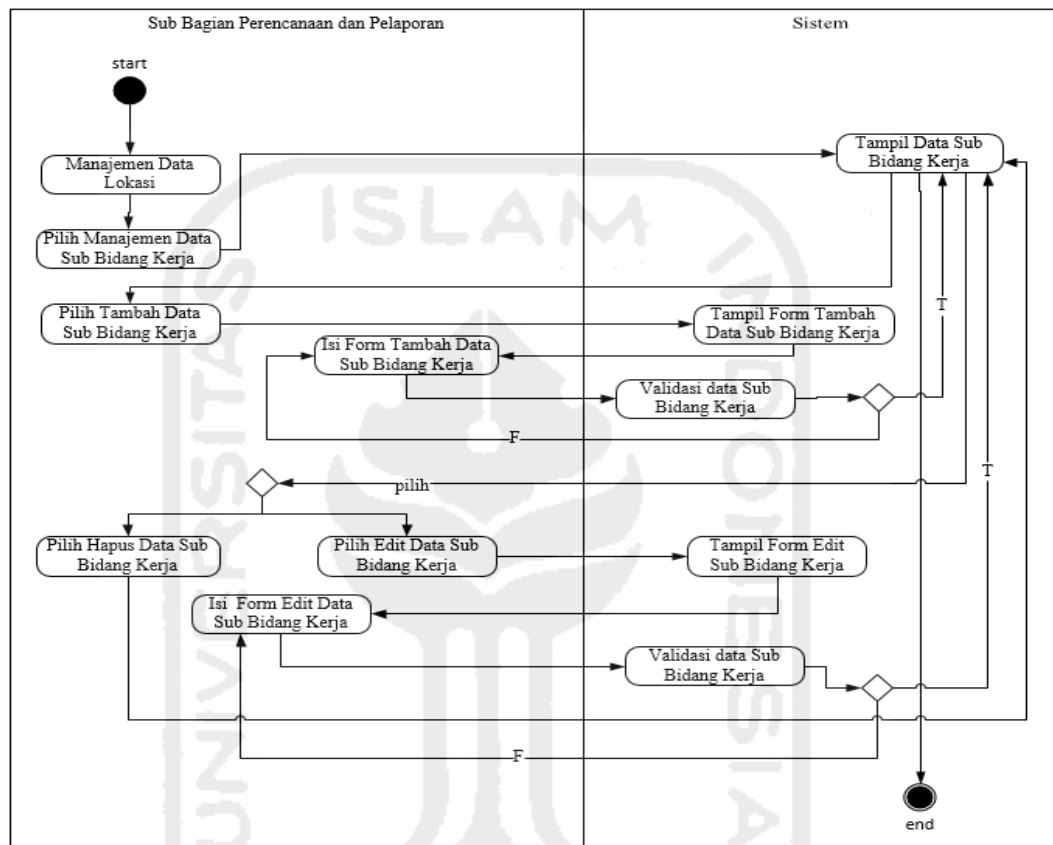 Sub Bagian Perencanaan dan Pelaporan
Sistem
start
Manajemen Data
Lokasi
Tampil Data Sub
Bidang Kerja
Pilih Manajemen Data
Sub Bidang Kerja
Pilih Tambah Data
Sub Bidang Kerja
Tampil Form Tambah
Data Sub Bidang Kerja
T
Isi Form Tambah Data
Sub Bidang Kerja
Validasi data Sub
Bidang Kerja
F
T
pilih
Pilih Hapus Data Sub
Bidang Kerja
Pilih Edit Data Sub
Bidang Kerja
Tampil Form Edit
Sub Bidang Kerja
Isi Form Edit Data
Sub Bidang Kerja
Validasi data Sub
Bidang Kerja
F
end
UNIVERSITAS
ISLAM
INDONESIA